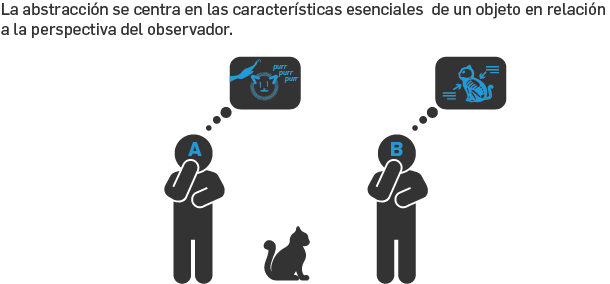 La abstracción se centra en las características esenciales de un objeto en relación
a la perspectiva del observador.
purr
purr
purr
A
B